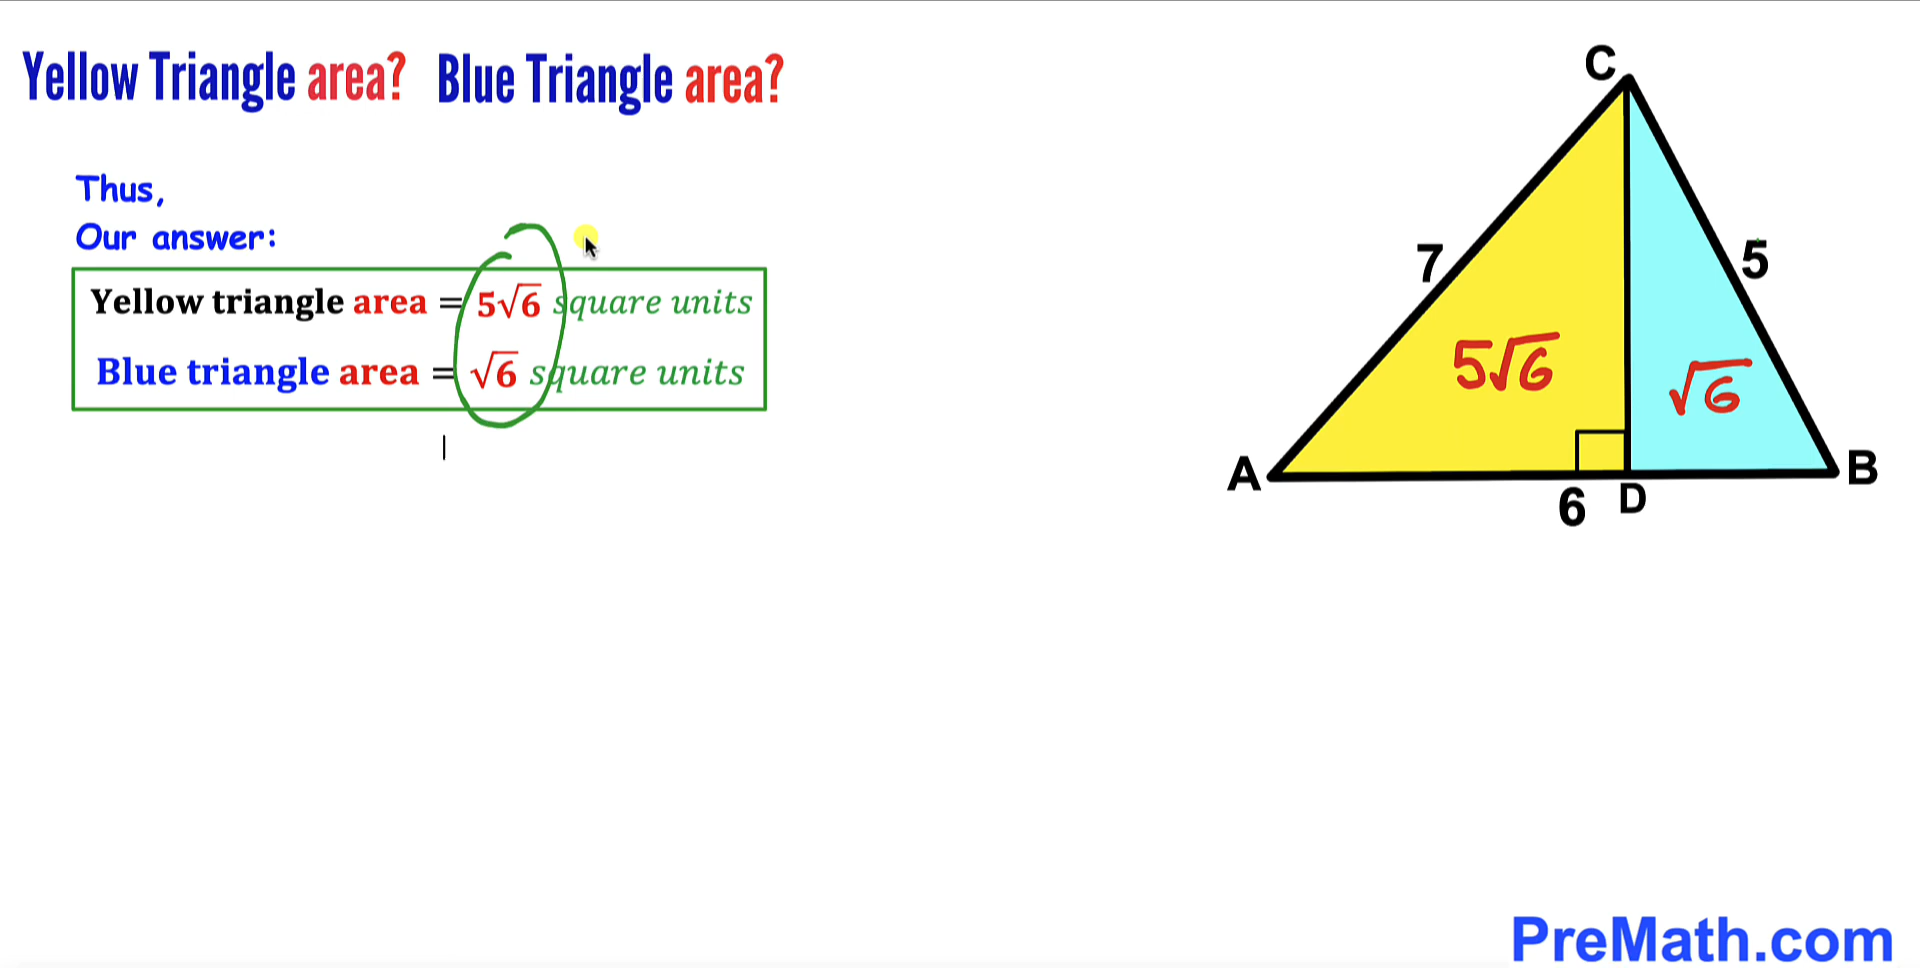 Yellow Triangle area? Blue Triangle area?
Thus,
Our answer:
Yellow triangle area = 5√6 square units
Blue triangle area = √6 square units
C
7
5
5√6
√6
A
B
6
D
PreMath.com